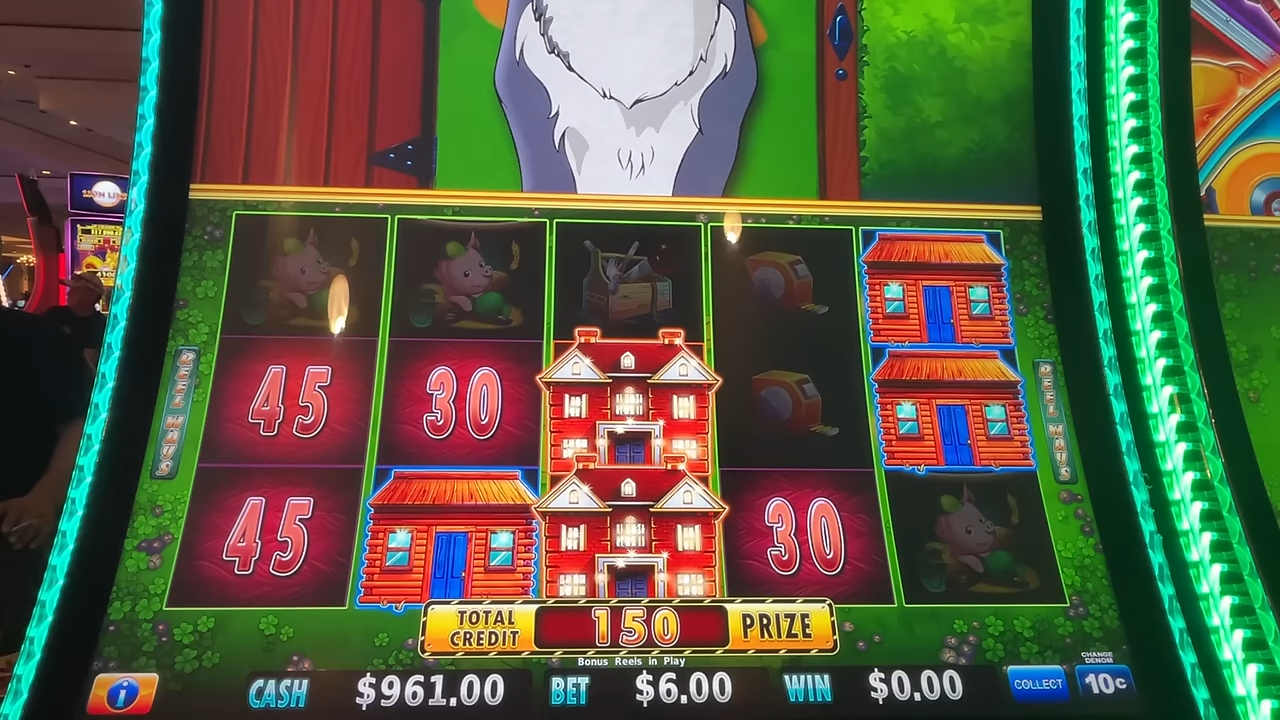 REEL WAYS
REEL WAYS
45
30
45
30
TOTAL
CREDIT
150
PRIZE
Bonus Reels in Play
CASH $961.00
BET $6.00
WIN $0.00
COLLECT
CHANGE
DENOM
10¢